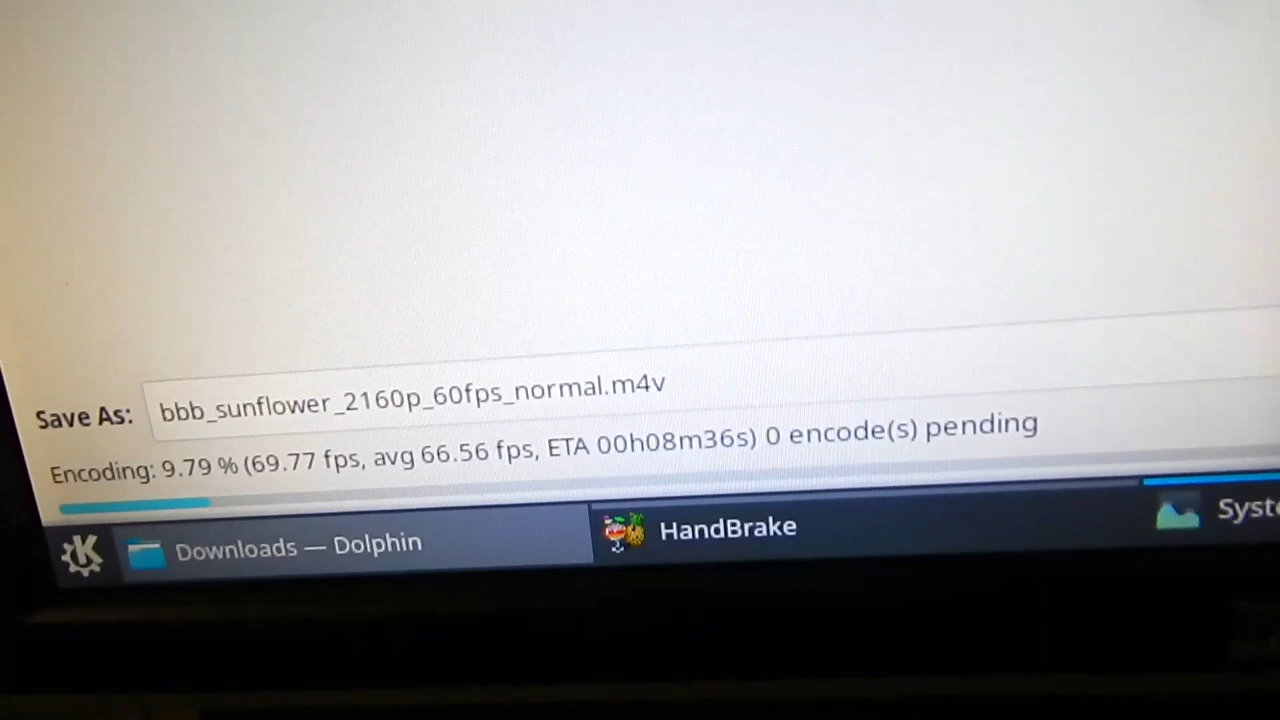 Save As: bbb_sunflower_2160p_60fps_normal.m4v
Encoding: 9.79 % (69.77 fps, avg 66.56 fps, ETA 00h08m36s) 0 encode(s) pending
Downloads — Dolphin HandBrake Syste